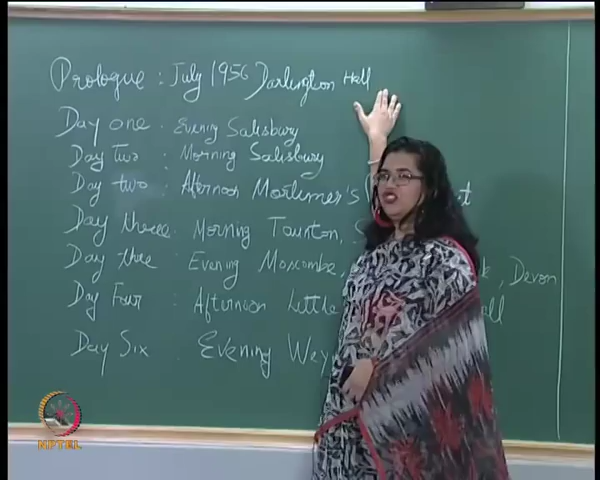 Prologue : July 1956 Darlington Hall
Day one : Evening Salisbury
Day Two : Morning Salisbury
Day two : Afternoon Mortimer's
Day three : Morning Taunton,
Day three : Evening Moscombe, Devon
Day Four : Afternoon Little
Day Six : Evening Wey
NPTEL